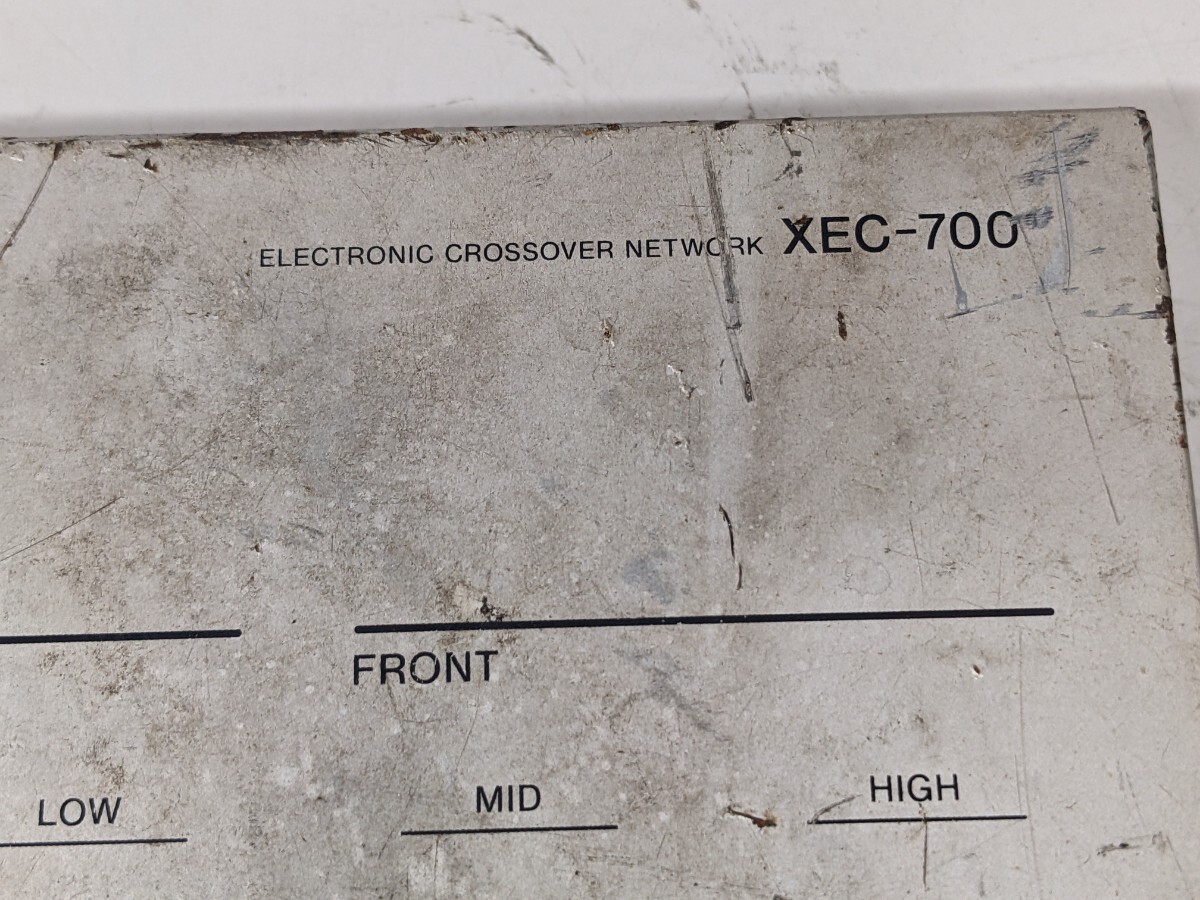 ELECTRONIC CROSSOVER NETWORK XEC-700
FRONT
LOW MID HIGH